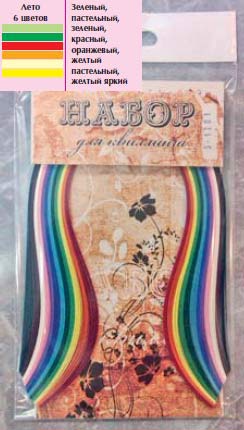 Лето
6 цветов
Зеленый,
пастельный,
зеленый,
красный,
оранжевый,
желтый
пастельный,
желтый яркий
НАБОР
для квиллинга